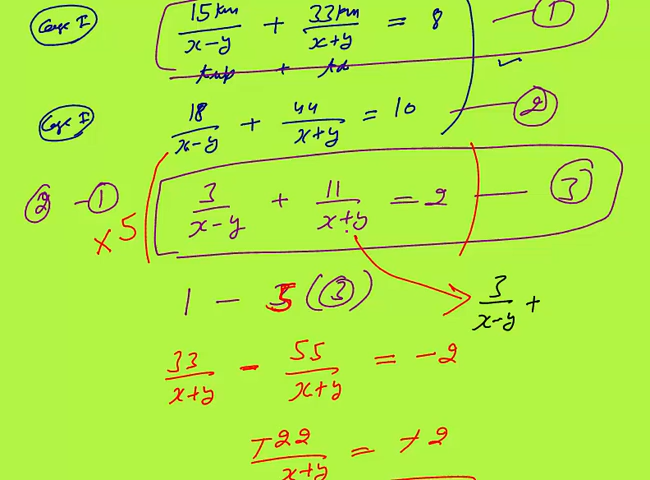 Case I 15km/x-y + 33km/x+y = 8 — ①
+
Case I 18/x-y + 44/x+y = 10 — ②
② - ① 3/x-y + 11/x+y = 2 — ③
×5
1 - 5(③) 3/x-y +
33/x+y - 55/x+y = -2
-22/x+y = -2